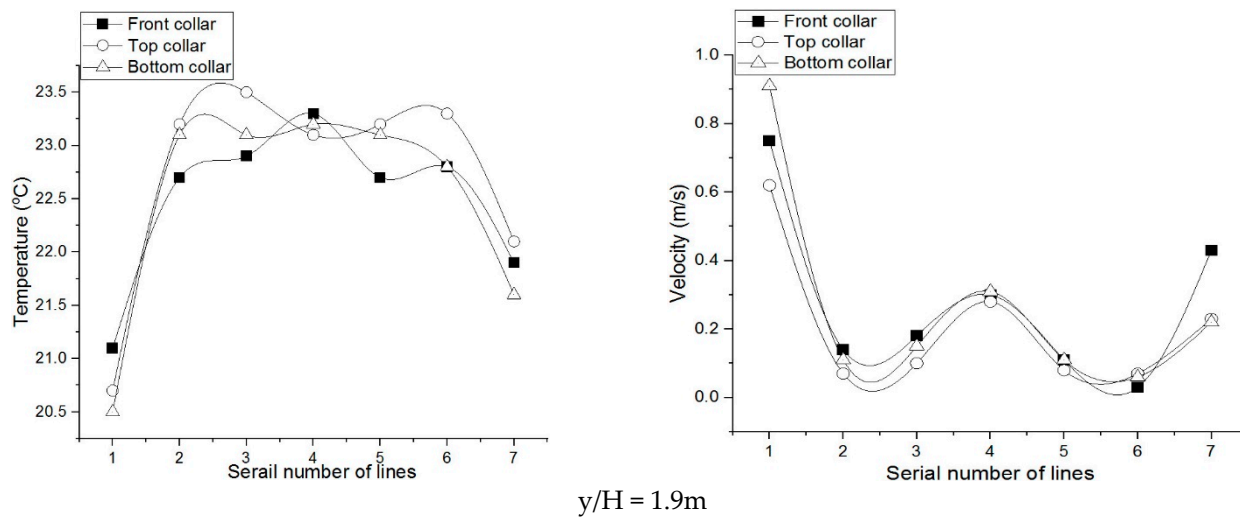 Front collar
Top collar
Bottom collar
Temperature (ºC)
23.5
23.0
22.5
22.0
21.5
21.0
20.5
1 2 3 4 5 6 7
Serail number of lines
Front collar
Top collar
Bottom collar
Velocity (m/s)
1.0
0.8
0.6
0.4
0.2
0.0
1 2 3 4 5 6 7
Serial number of lines
y/H = 1.9m